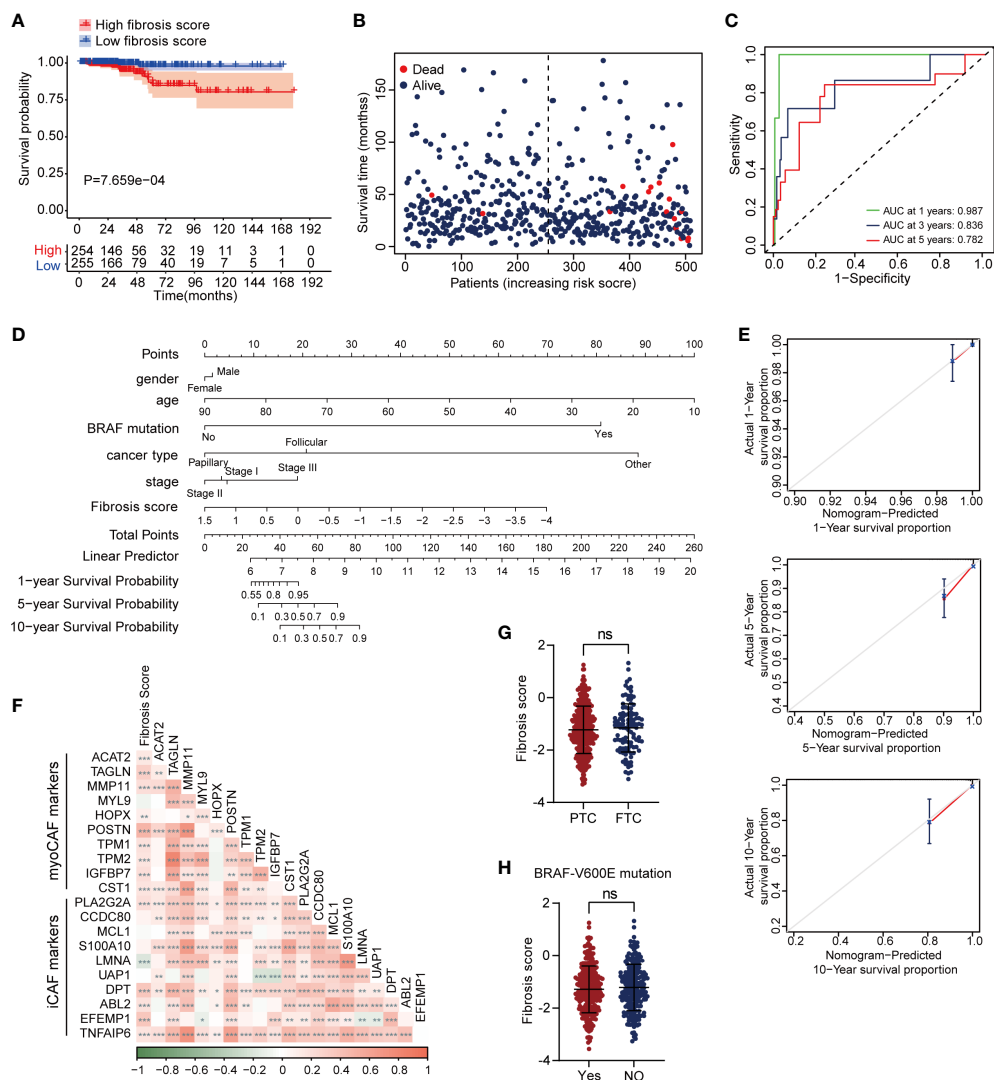 A
High fibrosis score
Low fibrosis score
Survival probability
1.00
0.75
0.50
0.25
0.00
P=7.659e−04
High 254 146 56 32 19 11 3 1 0
Low 255 166 79 40 19 7 5 1 0
0 24 48 72 96 120 144 168 192
Time(months)
B
Dead
Alive
Survival time (monthss)
150
100
50
0
0 100 200 300 400 500
Patients (increasing risk socre)
C
Sensitivity
1.0
0.8
0.6
0.4
0.2
0.0
AUC at 1 years: 0.987
AUC at 3 years: 0.836
AUC at 5 years: 0.782
0.0 0.2 0.4 0.6 0.8 1.0
1−Specificity
D
Points
0 10 20 30 40 50 60 70 80 90 100
gender
Male
Female
age
90 80 70 60 50 40 30 20 10
BRAF mutation
No Yes
cancer type
Follicular
Papillary Other
stage
Stage I Stage III
Stage II
Fibrosis score
1.5 1 0.5 0 −0.5 −1 −1.5 −2 −2.5 −3 −3.5 −4
Total Points
0 20 40 60 80 100 120 140 160 180 200 220 240 260
Linear Predictor
6 7 8 9 10 11 12 13 14 15 16 17 18 19 20
1−year Survival Probability
0.55 0.8 0.95
5−year Survival Probability
0.1 0.3 0.5 0.7 0.9
10−year Survival Probability
0.1 0.3 0.5 0.7 0.9
E
Actual 1−Year
survival proportion
1.00
0.98
0.96
0.94
0.92
0.90
0.90 0.92 0.94 0.96 0.98 1.00
Nomogram−Predicted
1−Year survival proportion
Actual 5−Year
survival proportion
1.0
0.9
0.8
0.7
0.6
0.5
0.4
0.4 0.5 0.6 0.7 0.8 0.9 1.0
Nomogram−Predicted
5−Year survival proportion
Actual 10−Year
survival proportion
1.0
0.8
0.6
0.4
0.2
0.2 0.4 0.6 0.8 1.0
Nomogram−Predicted
10−Year survival proportion
F
myoCAF markers
iCAF markers
Fibrosis Score
ACAT2
TAGLN
MMP11
MYL9
HOPX
POSTN
TPM1
TPM2
IGFBP7
CST1
PLA2G2A
CCDC80
MCL1
S100A10
LMNA
UAP1
DPT
ABL2
EFEMP1
ACAT2
TAGLN
MMP11
MYL9
HOPX
POSTN
TPM1
TPM2
IGFBP7
CST1
PLA2G2A
CCDC80
MCL1
S100A10
LMNA
UAP1
DPT
ABL2
EFEMP1
TNFAIP6
−1 −0.8 −0.6 −0.4 −0.2 0 0.2 0.4 0.6 0.8 1
G
ns
Fibrosis score
2
0
-2
-4
PTC FTC
H
BRAF-V600E mutation
ns
Fibrosis score
2
0
-2
-4
Yes NO